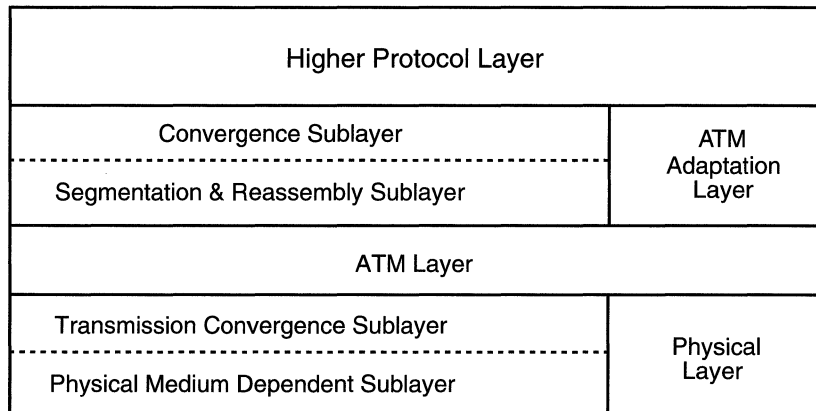 Higher Protocol Layer
Convergence Sublayer
Segmentation & Reassembly Sublayer
ATM
Adaptation
Layer
ATM Layer
Transmission Convergence Sublayer
Physical Medium Dependent Sublayer
Physical
Layer